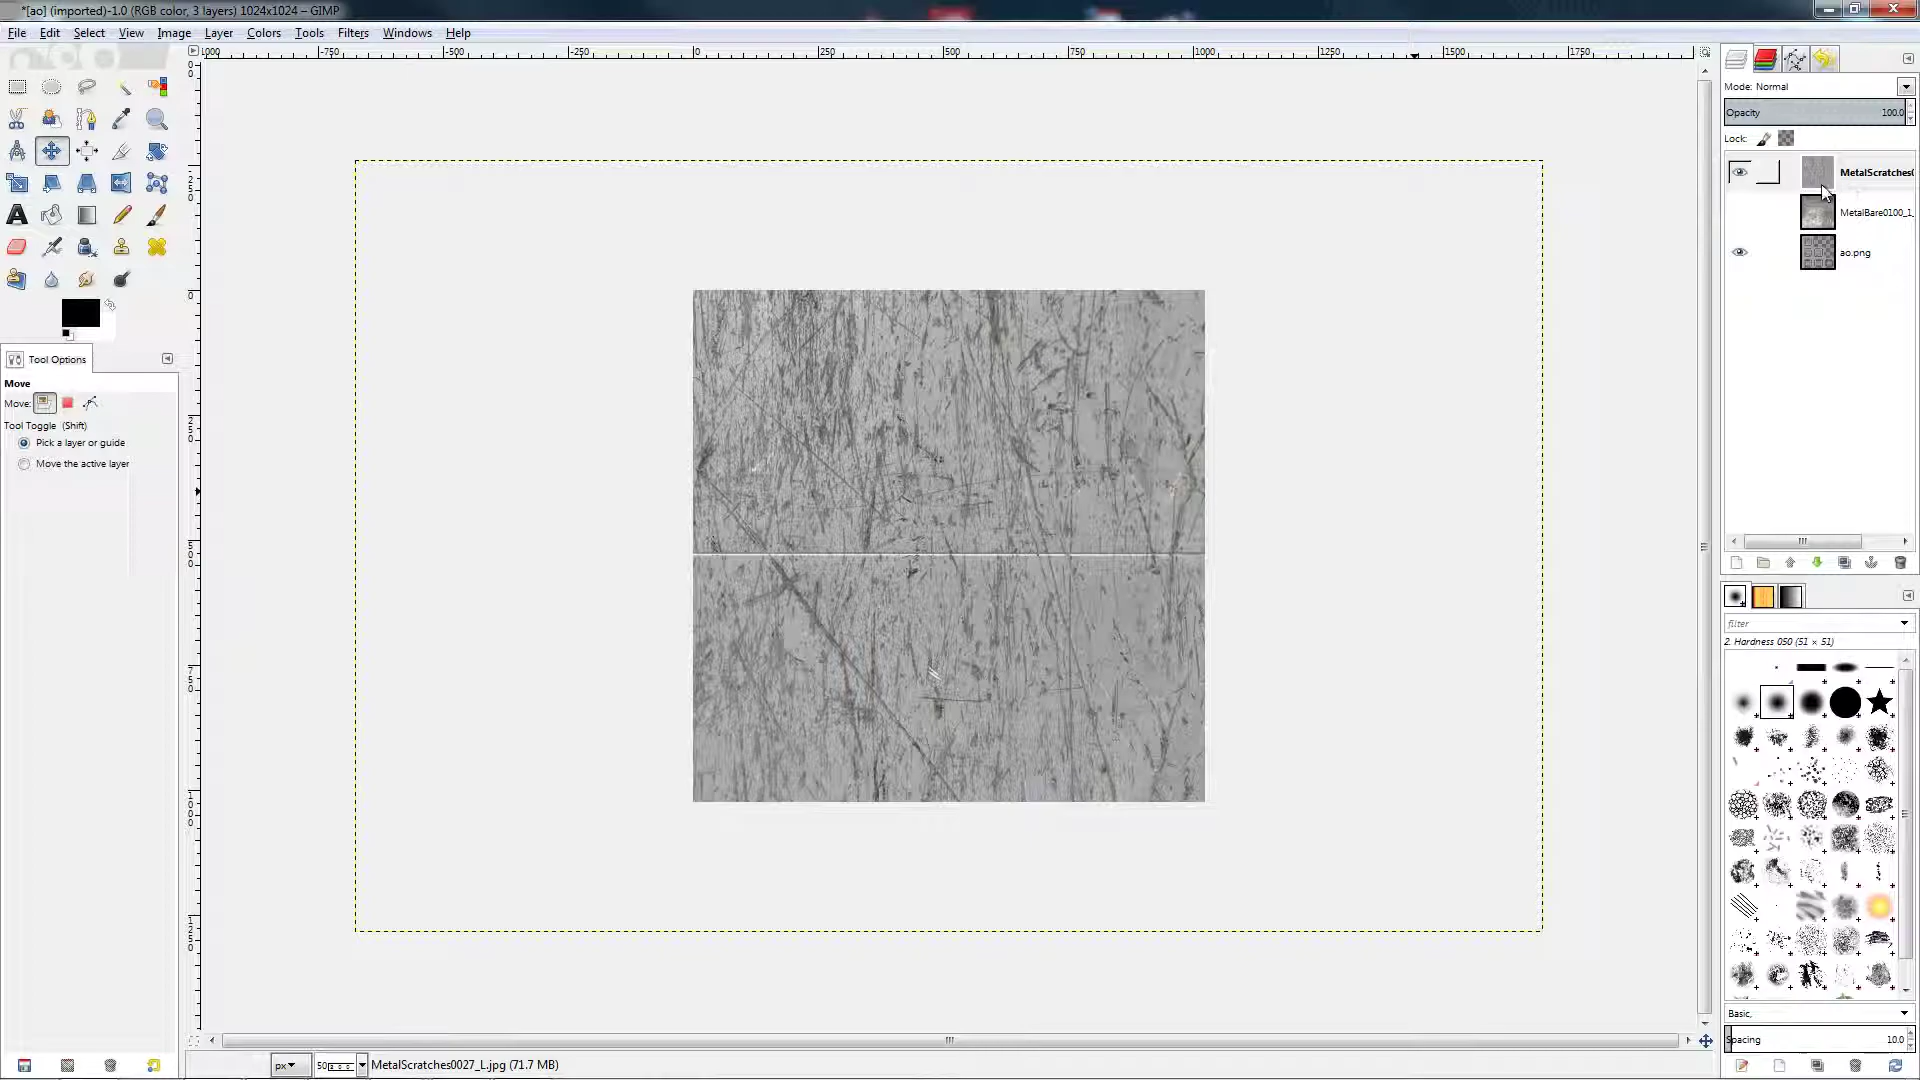 *[ao] (imported)-1.0 (RGB color, 3 layers) 1024x1024 – GIMP
File Edit Select View Image Layer Colors Tools Filters Windows Help
-750 -500 -250 0 250 500 750 1000 1250 1500 1750
Mode: Normal
Opacity 100.0
Lock:
MetalScratches
MetalBare0100_1_
ao.png
Tool Options
Move
Move:
Tool Toggle (Shift)
Pick a layer or guide
Move the active layer
filter
2. Hardness 050 (51 × 51)
Basic,
Spacing 10.0
px 50 MetalScratches0027_L.jpg (71.7 MB)